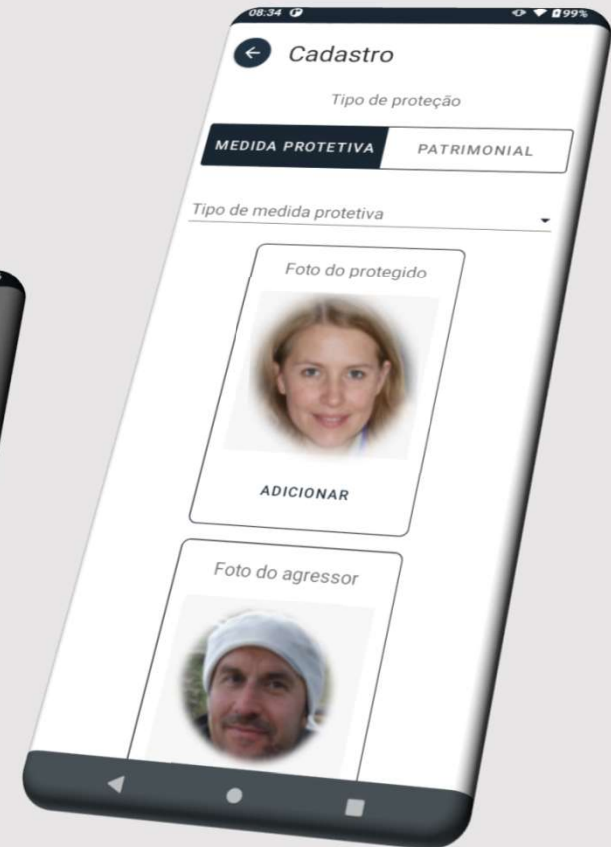 08:34
99%
Cadastro
Tipo de proteção
MEDIDA PROTETIVA
PATRIMONIAL
Tipo de medida protetiva
Foto do protegido
ADICIONAR
Foto do agressor